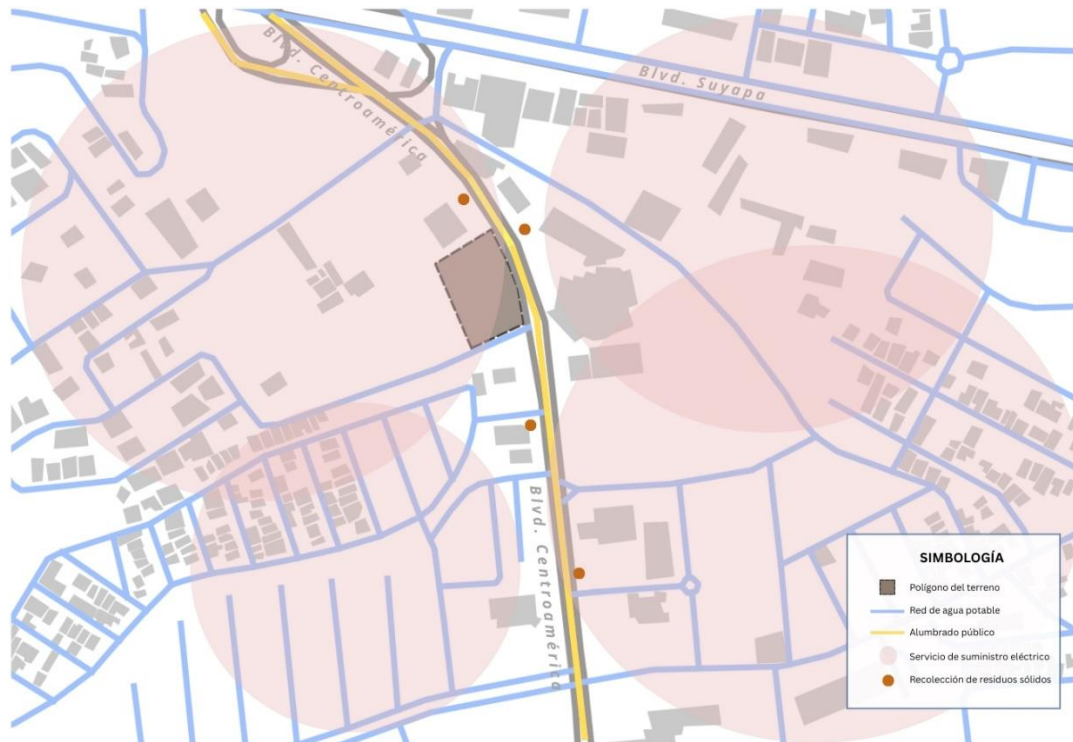 Blvd. Centroamérica
Blvd. Suyapa
Blvd. Centroamérica
SIMBOLOGÍA
Polígono del terreno
Red de agua potable
Alumbrado público
Servicio de suministro eléctrico
Recolección de resíduos sólidos